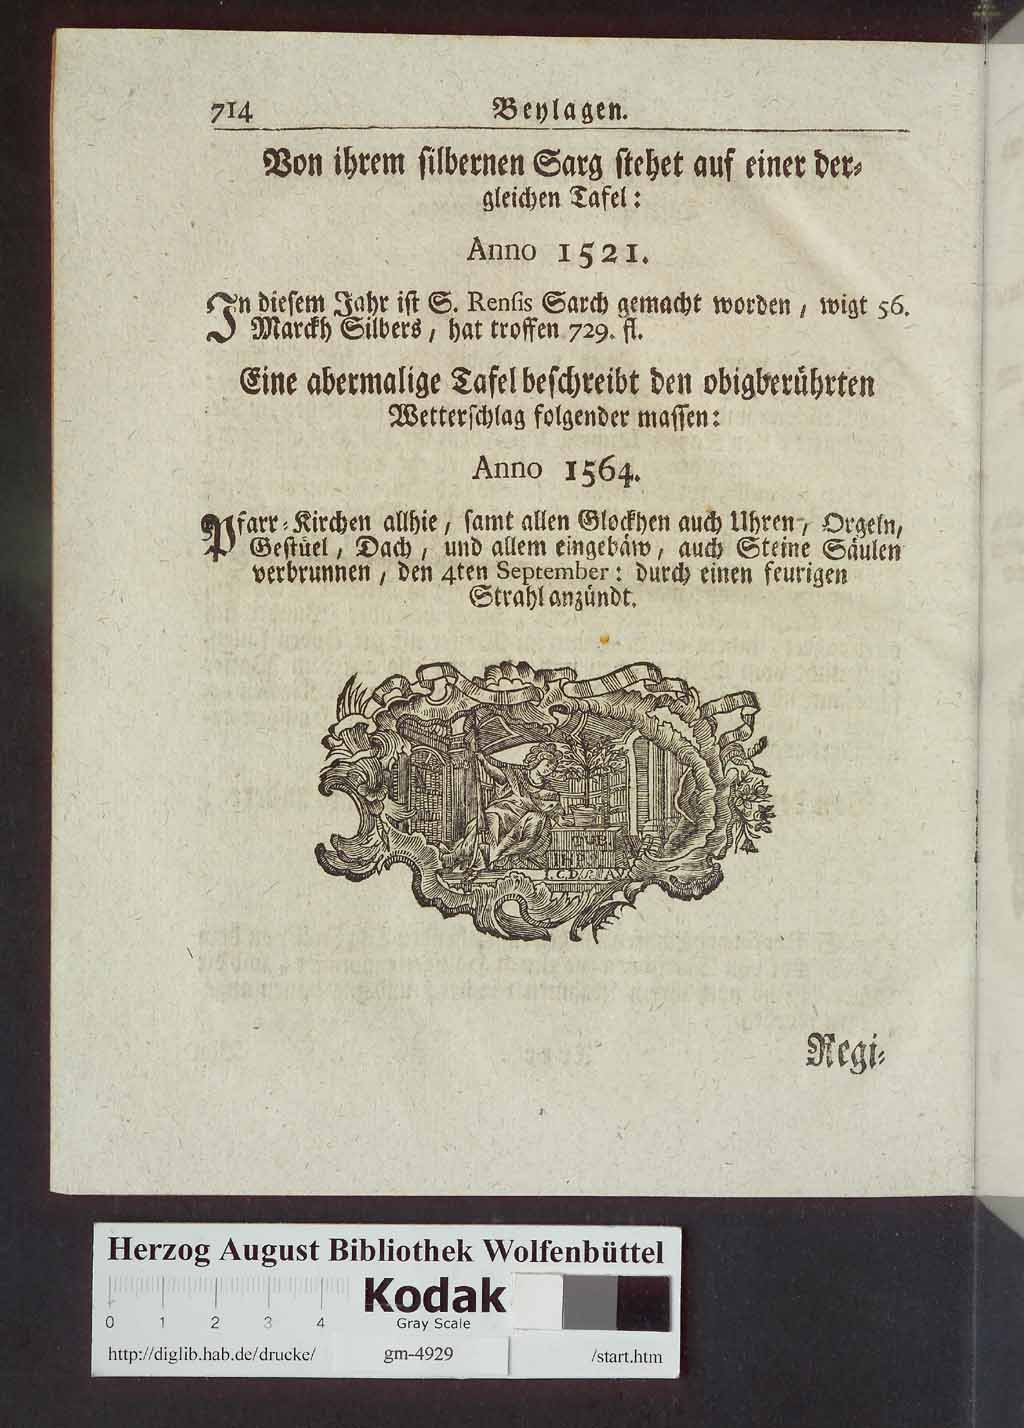 714 Beylagen.
Von ihrem silbernen Sarg stehet auf einer der-
gleichen Tafel:
Anno 1521.
In diesem Jahr ist S. Rensis Sarch gemacht worden, wigt 56.
Marckh Silbers, hat troffen 729. fl.
Eine abermalige Tafel beschreibt den obigberührten
Wetterschlag folgender massen:
Anno 1564.
Pfarr-Kirchen allhie, samt allen Glockhen auch Uhren, Orgeln,
Gestüel, Dach, und allem eingebäw, auch Steine Säulen
verbrunnen, den 4ten September: durch einen feurigen
Strahl anzündt.
Regi-
Herzog August Bibliothek Wolfenbüttel
Kodak
0 1 2 3 4 Gray Scale
http://diglib.hab.de/drucke/ gm-4929 /start.htm